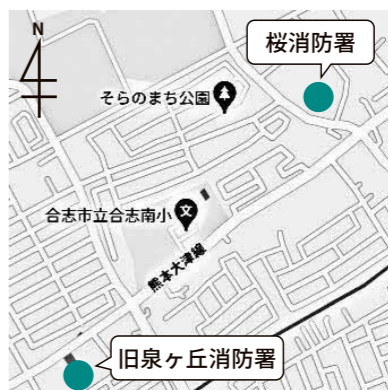 N
桜消防署
そらのまち公園
合志市立合志南小
文
熊本大津線
旧泉ヶ丘消防署